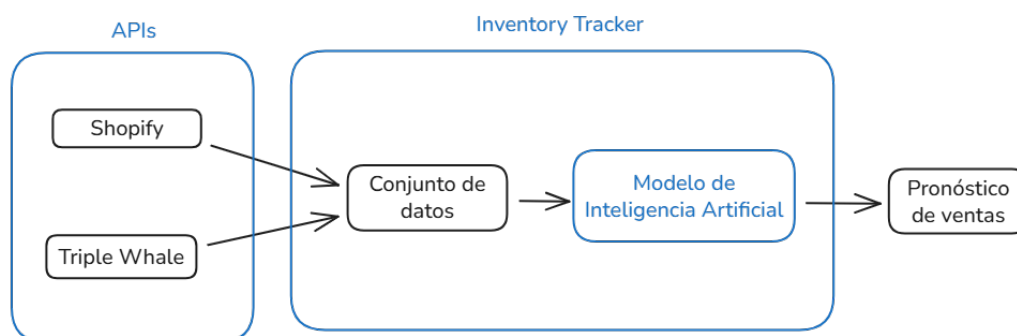 APIs
Inventory Tracker
Shopify
Triple Whale
Conjunto de
datos
Modelo de
Inteligencia Artificial
Pronóstico
de ventas